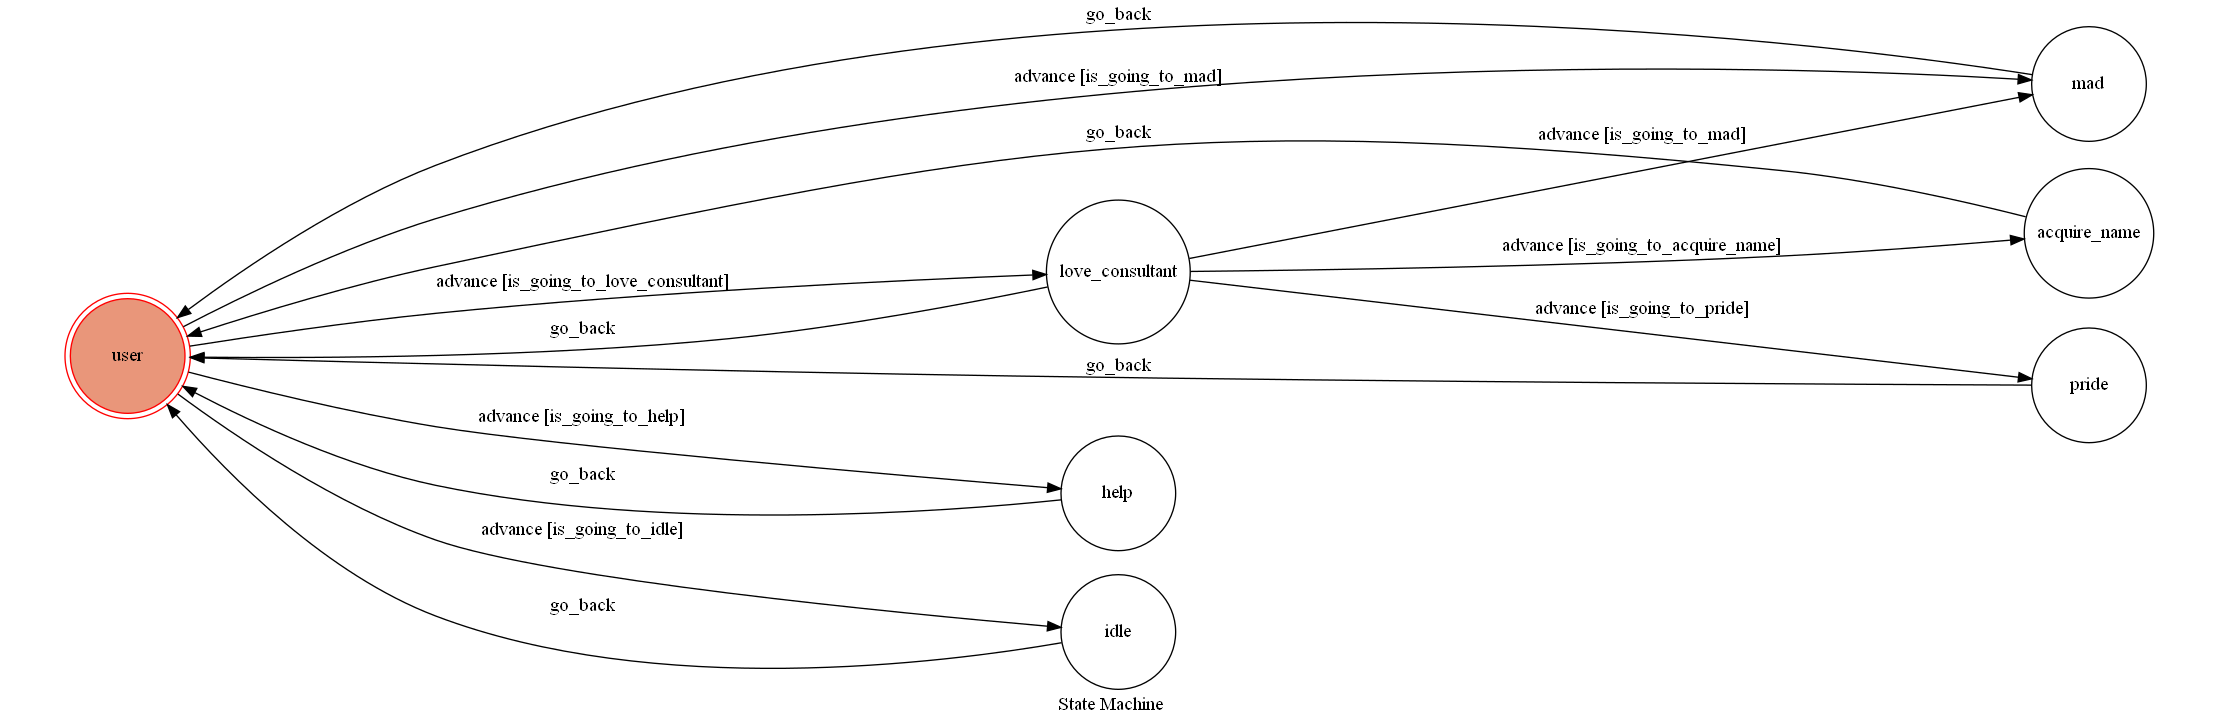 go_back
advance [is_going_to_mad]
mad
go_back
advance [is_going_to_mad]
acquire_name
advance [is_going_to_acquire_name]
love_consultant
advance [is_going_to_love_consultant]
advance [is_going_to_pride]
go_back
user
go_back
pride
advance [is_going_to_help]
go_back
help
advance [is_going_to_idle]
go_back
idle
State Machine